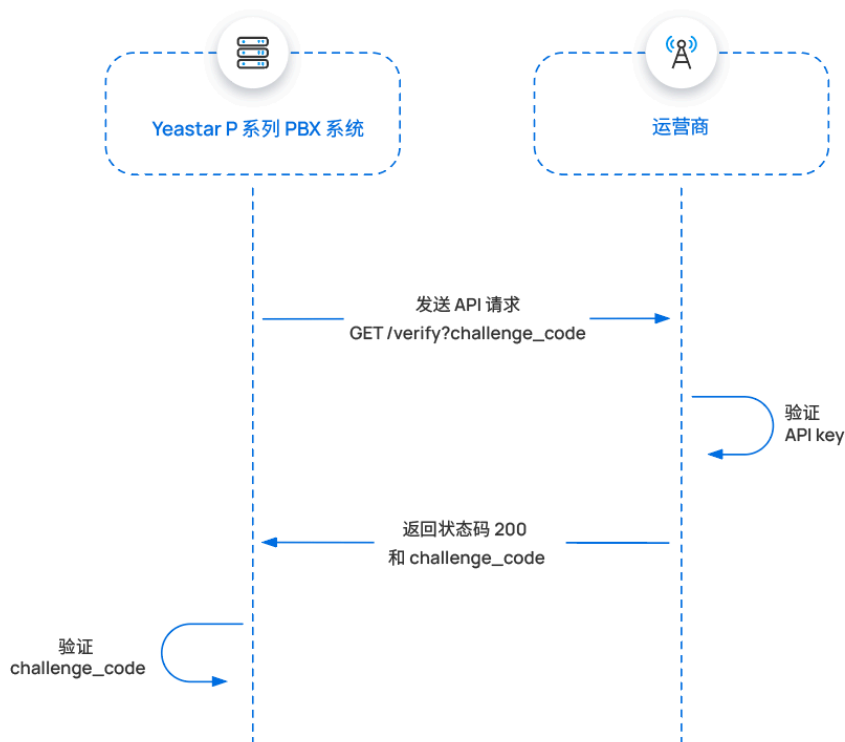 Yeastar P 系列 PBX 系统
运营商
发送 API 请求
GET /verify?challenge_code
验证
API key
返回状态码 200
和 challenge_code
验证
challenge_code